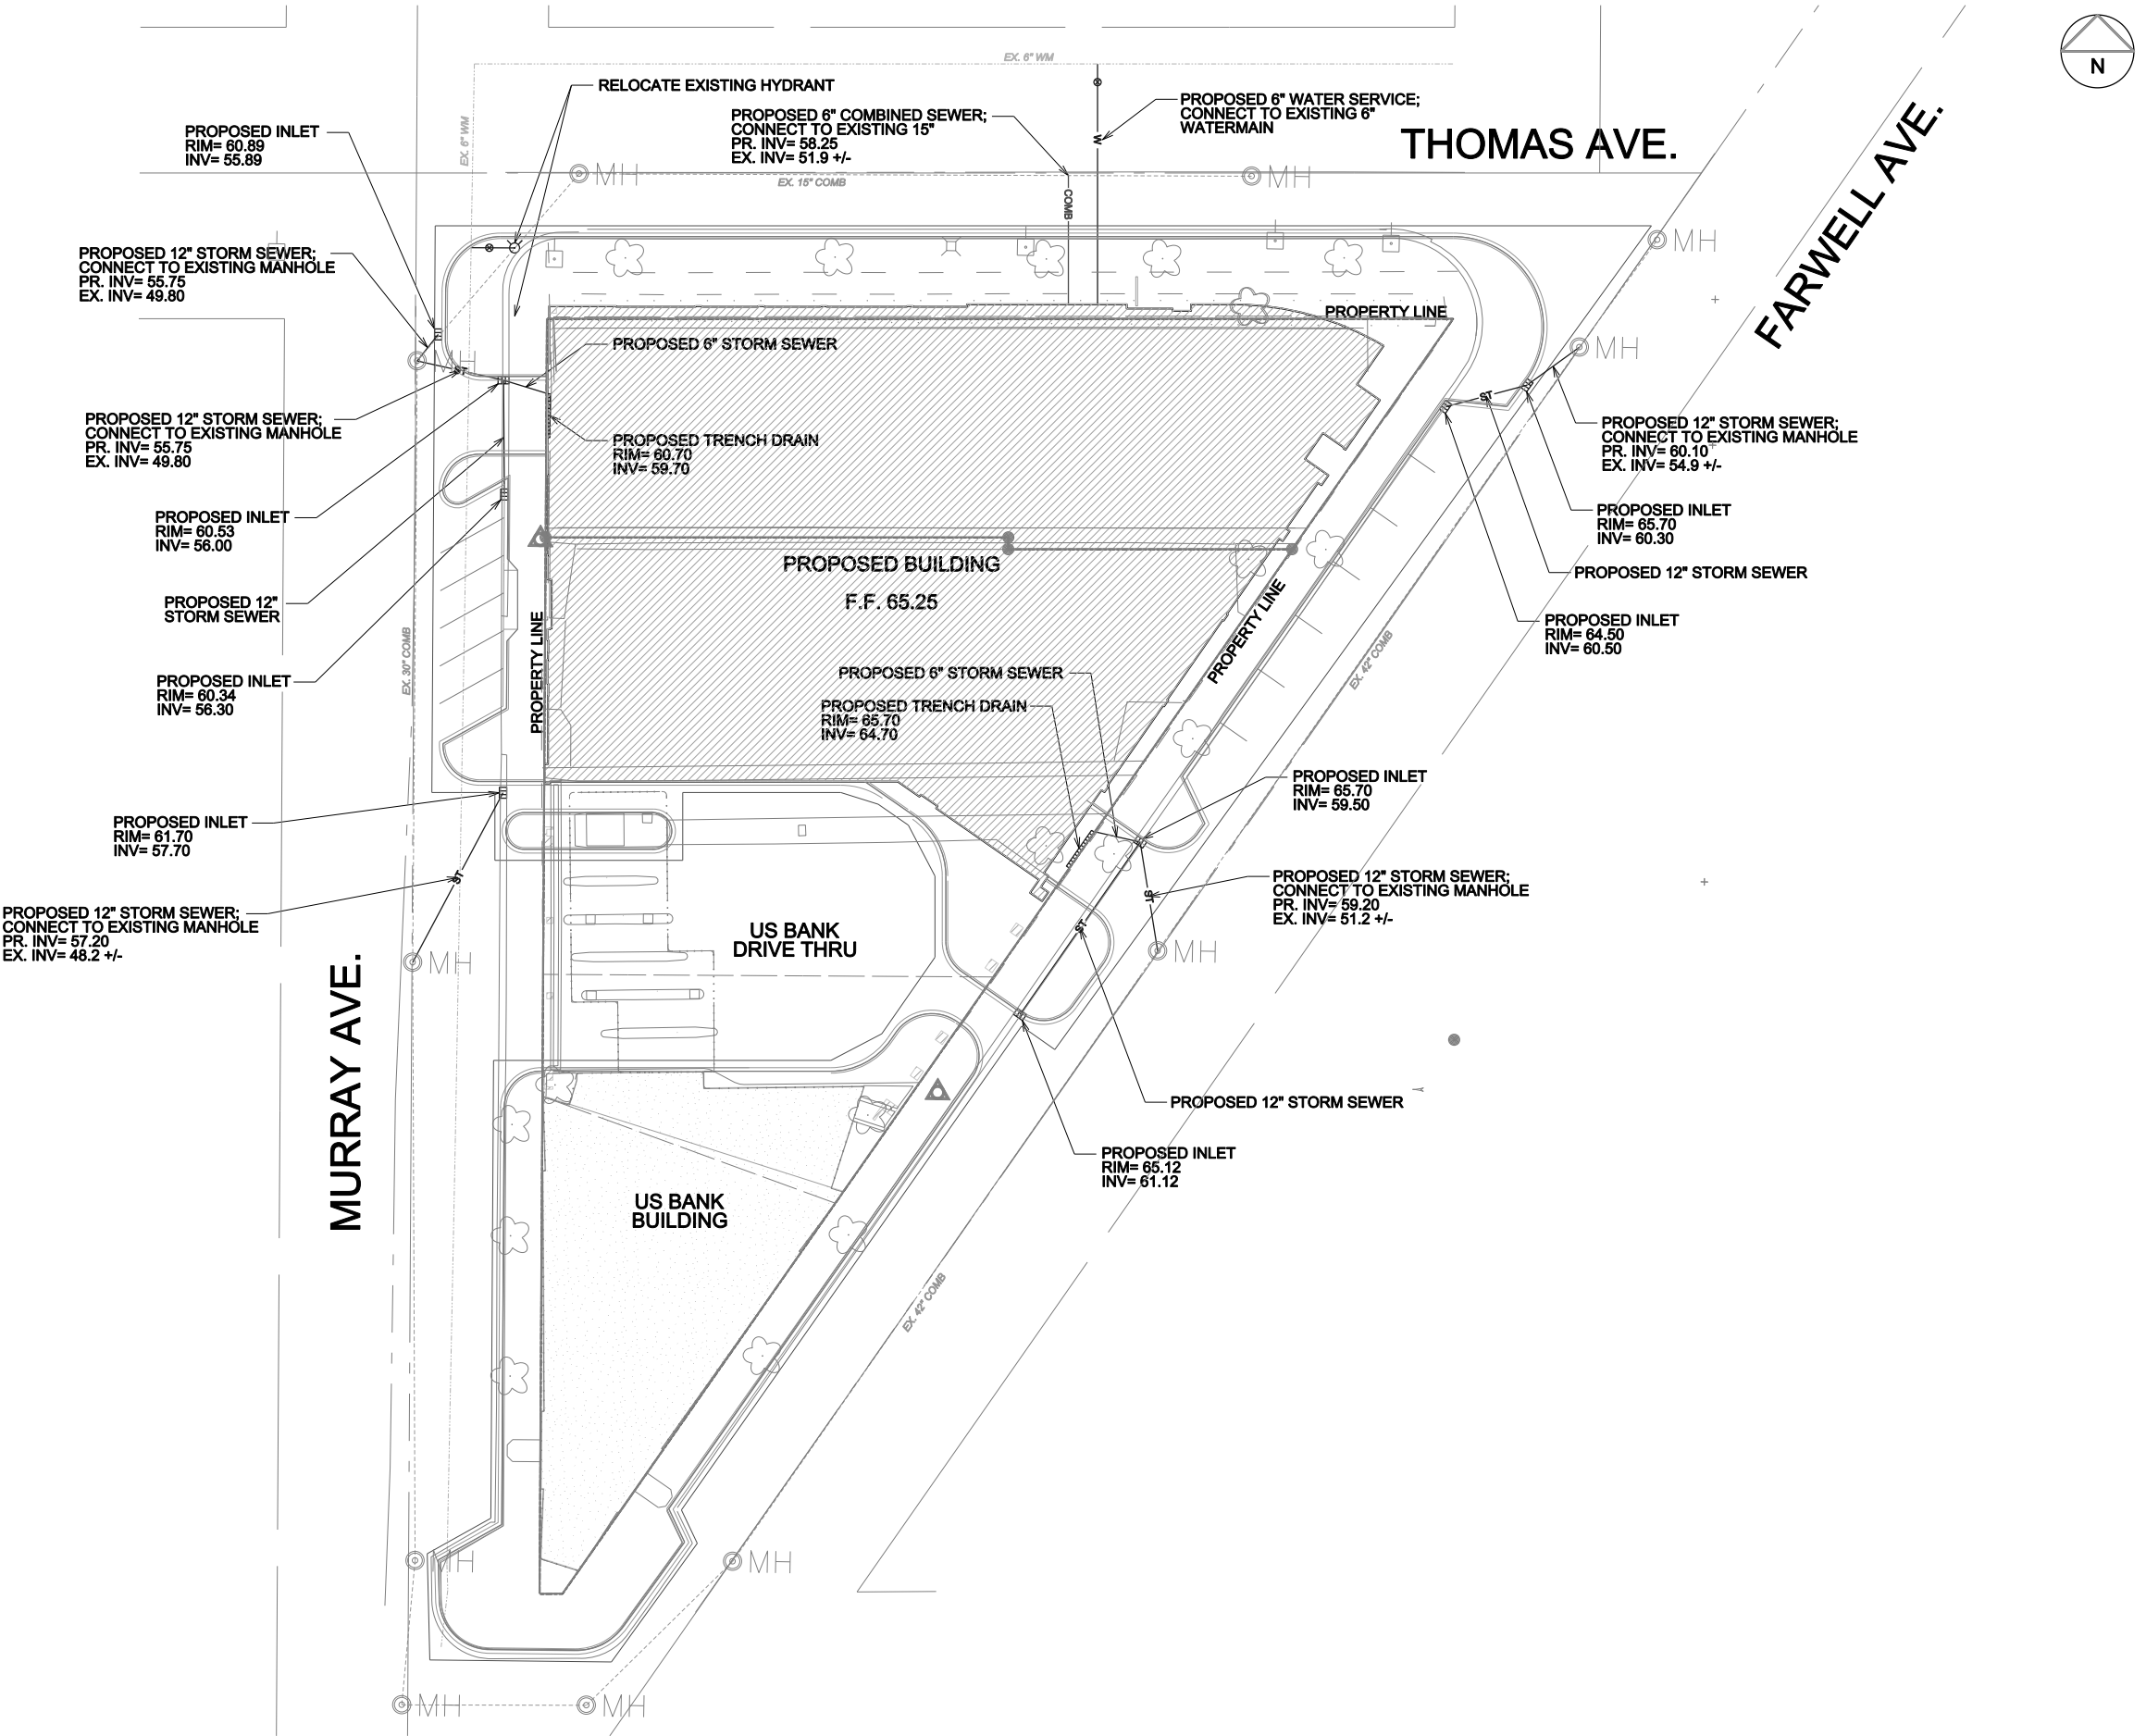 EX. 6" WM
N
RELOCATE EXISTING HYDRANT
PROPOSED 6" COMBINED SEWER;
CONNECT TO EXISTING 15"
PR. INV= 58.25
EX. INV= 51.9 +/-
PROPOSED 6" WATER SERVICE;
CONNECT TO EXISTING 6"
WATERMAIN
THOMAS AVE.
FARWELL AVE.
PROPOSED INLET
RIM= 60.89
INV= 55.89
EX. 6" WM
W
MH
EX. 15" COMB
COMB
MH
MH
PROPOSED 12" STORM SEWER;
CONNECT TO EXISTING MANHOLE
PR. INV= 55.75
EX. INV= 49.80
PROPERTY LINE
PROPOSED 6" STORM SEWER
MH
ST
MH
ST
PROPOSED 12" STORM SEWER;
CONNECT TO EXISTING MANHOLE
PR. INV= 55.75
EX. INV= 49.80
PROPOSED TRENCH DRAIN
RIM= 60.70
INV= 59.70
PROPOSED 12" STORM SEWER;
CONNECT TO EXISTING MANHOLE
PR. INV= 60.10
EX. INV= 54.9 +/-
PROPOSED INLET
RIM= 60.53
INV= 56.00
PROPOSED INLET
RIM= 65.70
INV= 60.30
PROPOSED BUILDING
F.F. 65.25
PROPOSED 12" STORM SEWER
PROPOSED 12"
STORM SEWER
PROPOSED INLET
RIM= 64.50
INV= 60.50
EX. 30" COMB
PROPERTY LINE
PROPERTY LINE
EX. 42" COMB
PROPOSED INLET
RIM= 60.34
INV= 56.30
PROPOSED 6" STORM SEWER
PROPOSED TRENCH DRAIN
RIM= 65.70
INV= 64.70
PROPOSED INLET
RIM= 65.70
INV= 59.50
PROPOSED INLET
RIM= 61.70
INV= 57.70
ST
ST
PROPOSED 12" STORM SEWER;
CONNECT TO EXISTING MANHOLE
PR. INV= 59.20
EX. INV= 51.2 +/-
PROPOSED 12" STORM SEWER;
CONNECT TO EXISTING MANHOLE
PR. INV= 57.20
EX. INV= 48.2 +/-
US BANK
DRIVE THRU
ST
MH
MH
MURRAY AVE.
PROPOSED 12" STORM SEWER
PROPOSED INLET
RIM= 65.12
INV= 61.12
US BANK
BUILDING
EX. 42" COMB
MH
MH
MH
MH